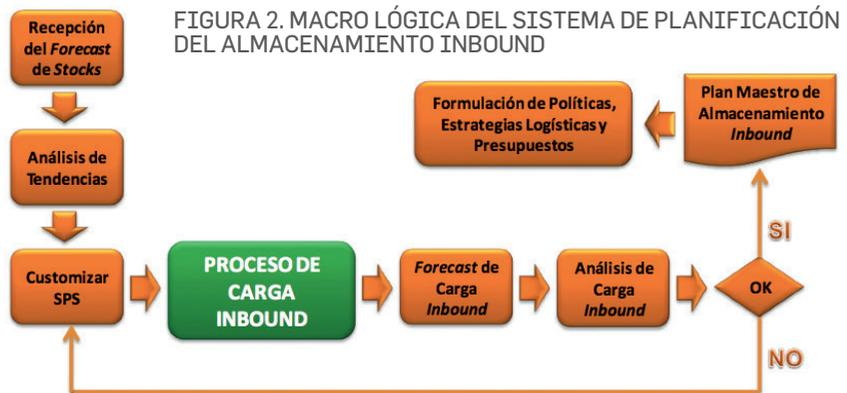 FIGURA 2. MACRO LÓGICA DEL SISTEMA DE PLANIFICACIÓN
DEL ALMACENAMIENTO INBOUND
Recepción
del Forecast
de Stocks
Análisis de
Tendencias
Customizar
SPS
PROCESO DE
CARGA
INBOUND
Forecast de
Carga
Inbound
Análisis de
Carga
Inbound
OK
SI
NO
Plan Maestro de
Almacenamiento
Inbound
Formulación de Políticas,
Estrategias Logísticas y
Presupuestos